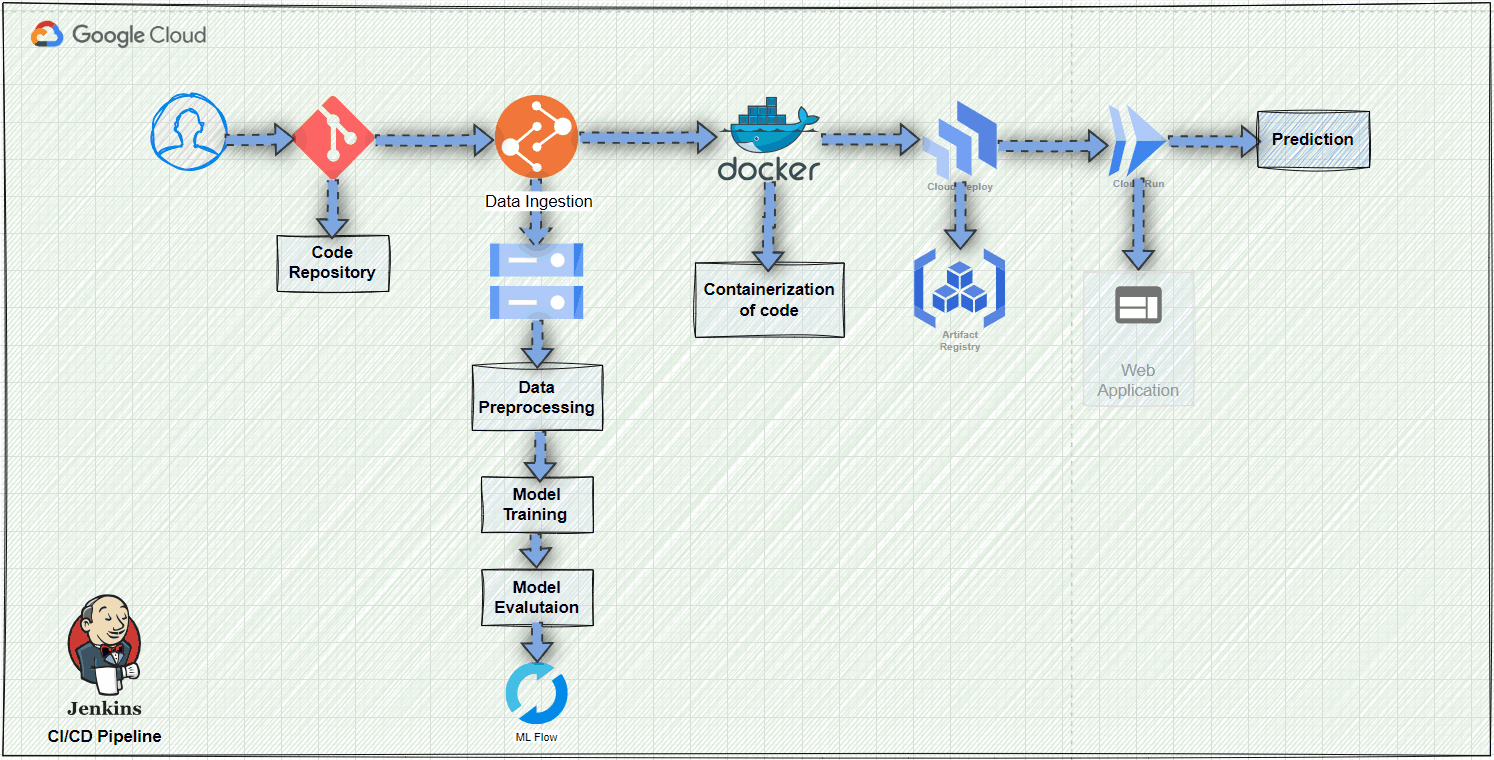 Google Cloud
docker
Cloud Deploy
Cloud Run
Prediction
Data Ingestion
Code
Repository
Containerization
of code
Artifact
Registry
Web
Application
Data
Preprocessing
Model
Training
Model
Evalutaion
ML Flow
Jenkins
CI/CD Pipeline